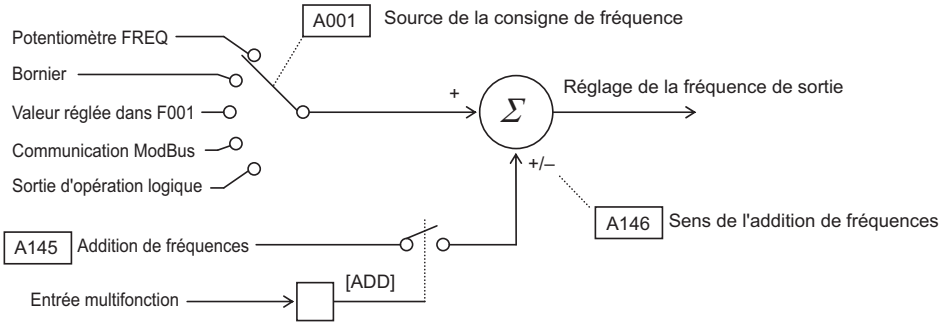 A001 Source de la consigne de fréquence
Potentiomètre FREQ
Bornier
Valeur réglée dans F001
Communication ModBus
Sortie d'opération logique
+
Σ
Réglage de la fréquence de sortie
+/–
A146 Sens de l'addition de fréquences
A145 Addition de fréquences
[ADD]
Entrée multifonction